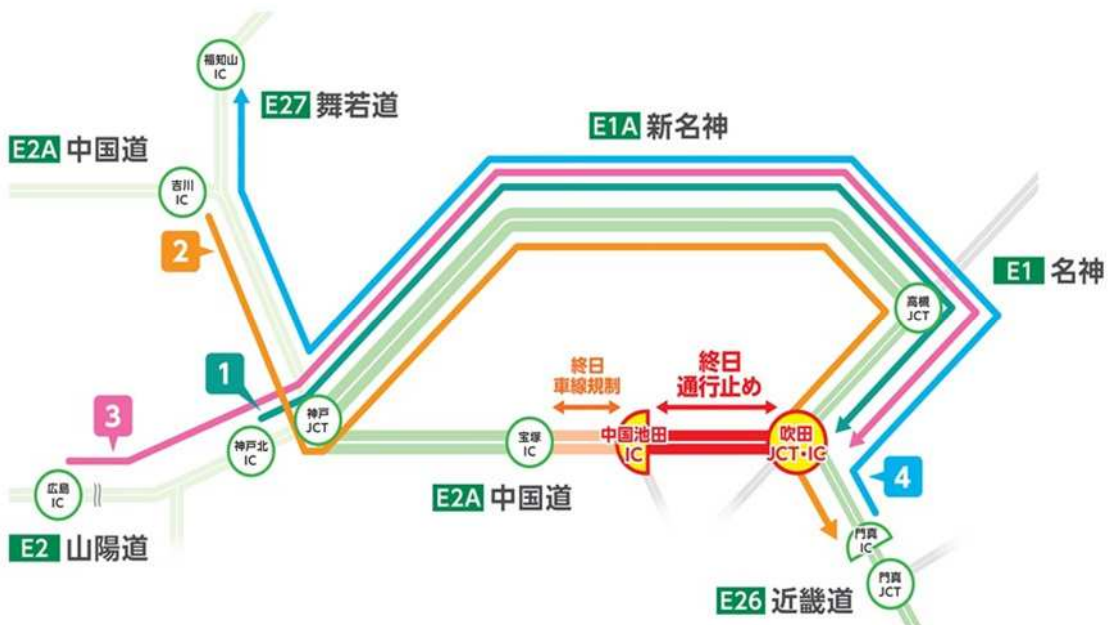 福知山
IC
E27 舞若道
E1A 新名神
E2A 中国道
吉川
IC
2
E1 名神
高槻
JCT
1
終日
車線規制
終日
通行止め
3
神戸
JCT
神戸北
IC
宝塚
IC
中国池田
IC
吹田
JCT・IC
4
広島
IC
E2A 中国道
E2 山陽道
門真
IC
門真
JCT
E26 近畿道